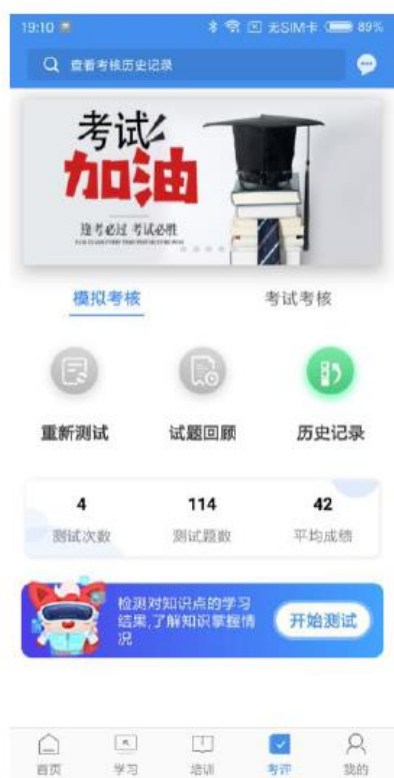 19:10 无SIM卡 89%
查看考核历史记录
考试
加油
逢考必过 考试必胜
模拟考核 考试考核
重新测试 试题回顾 历史记录
4 114 42
测试次数 测试题数 平均成绩
检测对知识点的学习
结果,了解知识掌握情
况
开始测试
首页 学习 培训 考评 我的